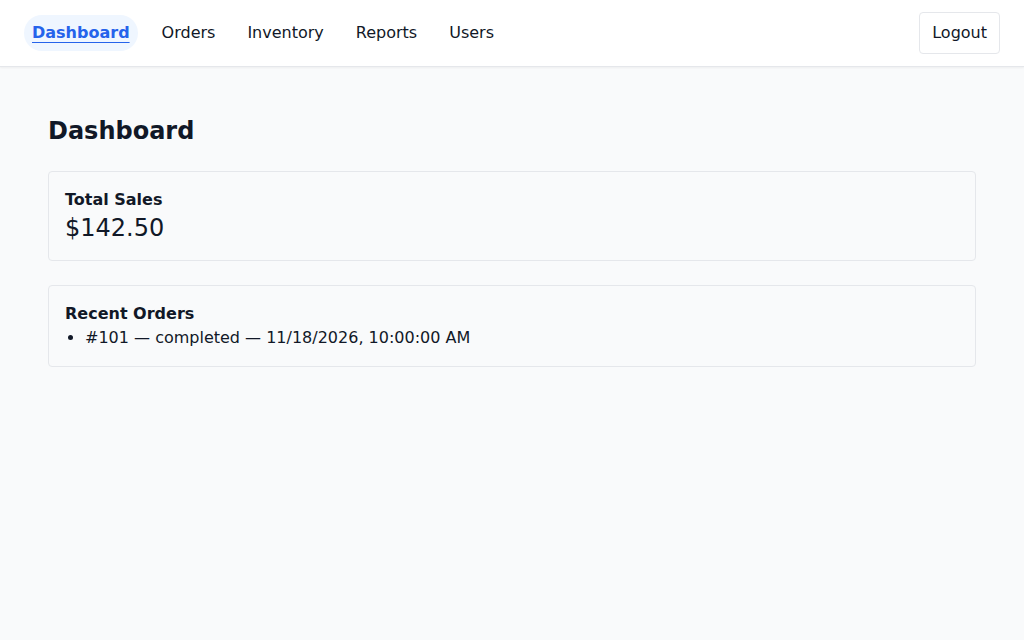 Dashboard Orders Inventory Reports Users Logout
Dashboard
Total Sales
$142.50
Recent Orders
#101 — completed — 11/18/2026, 10:00:00 AM